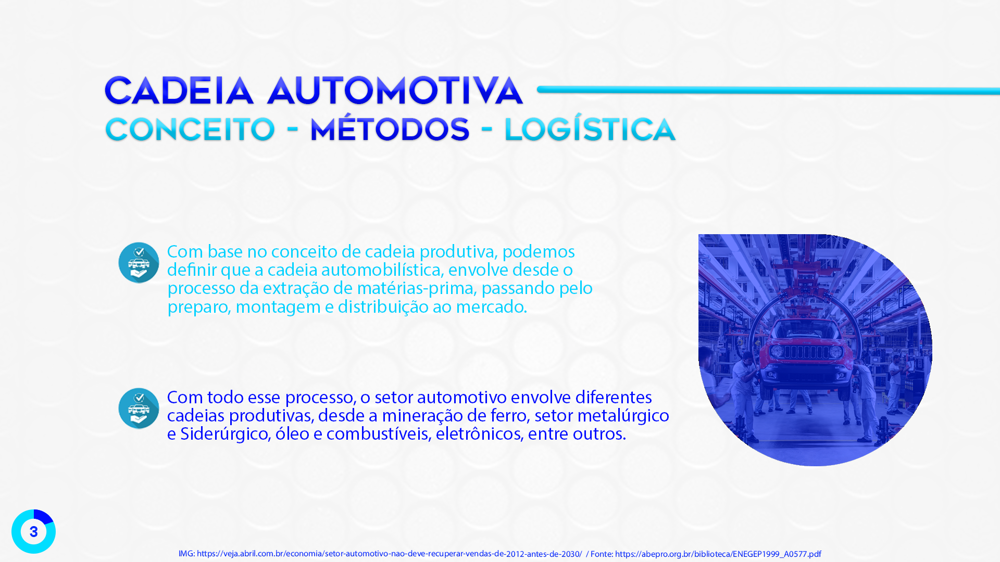 CADEIA AUTOMOTIVA
CONCEITO - MÉTODOS - LOGÍSTICA
Com base no conceito de cadeia produtiva, podemos
definir que a cadeia automobilística, envolve desde o
processo da extração de matérias-prima, passando pelo
preparo, montagem e distribuição ao mercado.
Com todo esse processo, o setor automotivo envolve diferentes
cadeias produtivas, desde a mineração de ferro, setor metalúrgico
e Siderúrgico, óleo e combustíveis, eletrônicos, entre outros.
3
IMG: https://veja.abril.com.br/economia/setor-automotivo-nao-deve-recuperar-vendas-de-2012-antes-de-2030/ / Fonte: https://abepro.org.br/biblioteca/ENEGEP1999_A0577.pdf